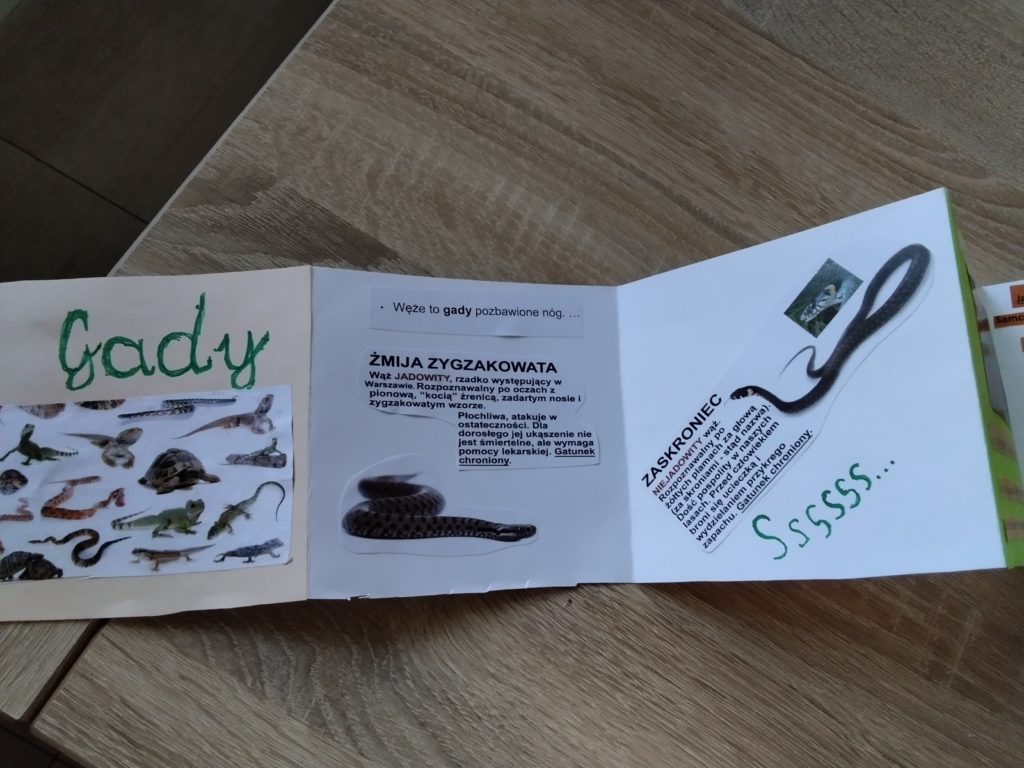 Gady
• Węże to gady pozbawione nóg. ...
ŻMIJA ZYGZAKOWATA
Wąż JADOWITY, rzadko występujący w
Warszawie. Rozpoznawalny po oczach z
pionową, "kocią" źrenicą, zadartym nosie i
zygzakowatym wzorze.
Płochliwa, atakuje w
ostateczności. Dla
dorosłego jej ukąszenie nie
jest śmiertelne, ale wymaga
pomocy lekarskiej. Gatunek
chroniony.
ZASKRONIEC
NIEJADOWITY wąż.
Rozpoznawalny po
żółtych plamach za głową
(za skroniami, stąd nazwa)
Dość pospolity w naszych
lasach. Przed człowiekiem
broni się ucieczką i
wydzielaniem przykrego
zapachu. Gatunek chroniony.
Sssssss...
Samc